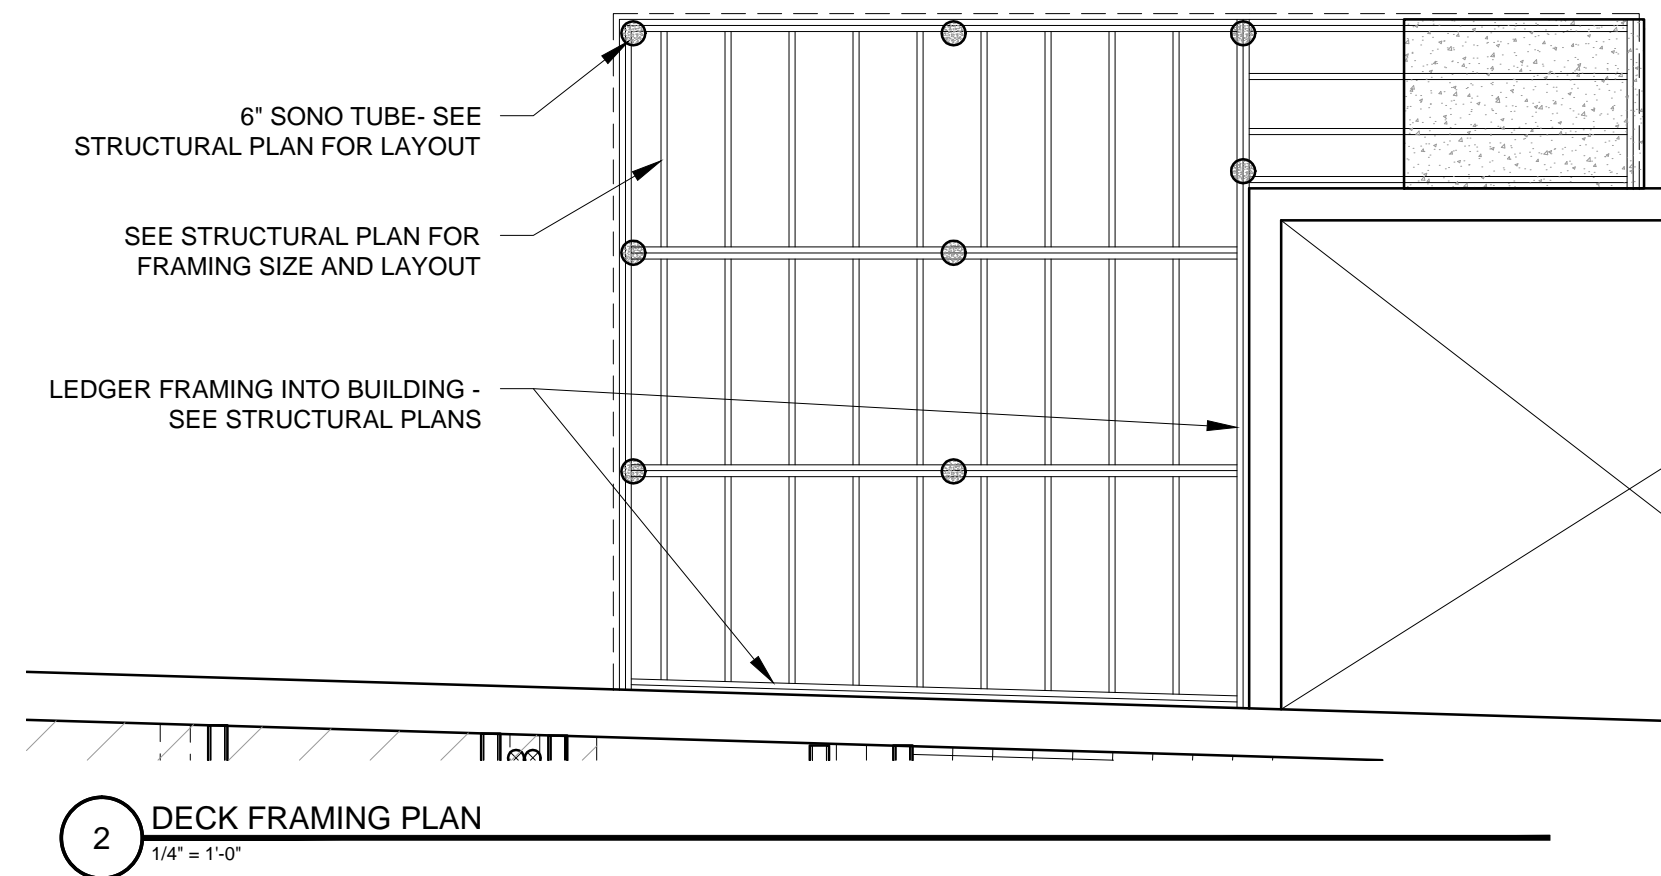 6" SONO TUBE- SEE
STRUCTURAL PLAN FOR LAYOUT
SEE STRUCTURAL PLAN FOR
FRAMING SIZE AND LAYOUT
LEDGER FRAMING INTO BUILDING -
SEE STRUCTURAL PLANS
2
DECK FRAMING PLAN
1/4" = 1'-0"